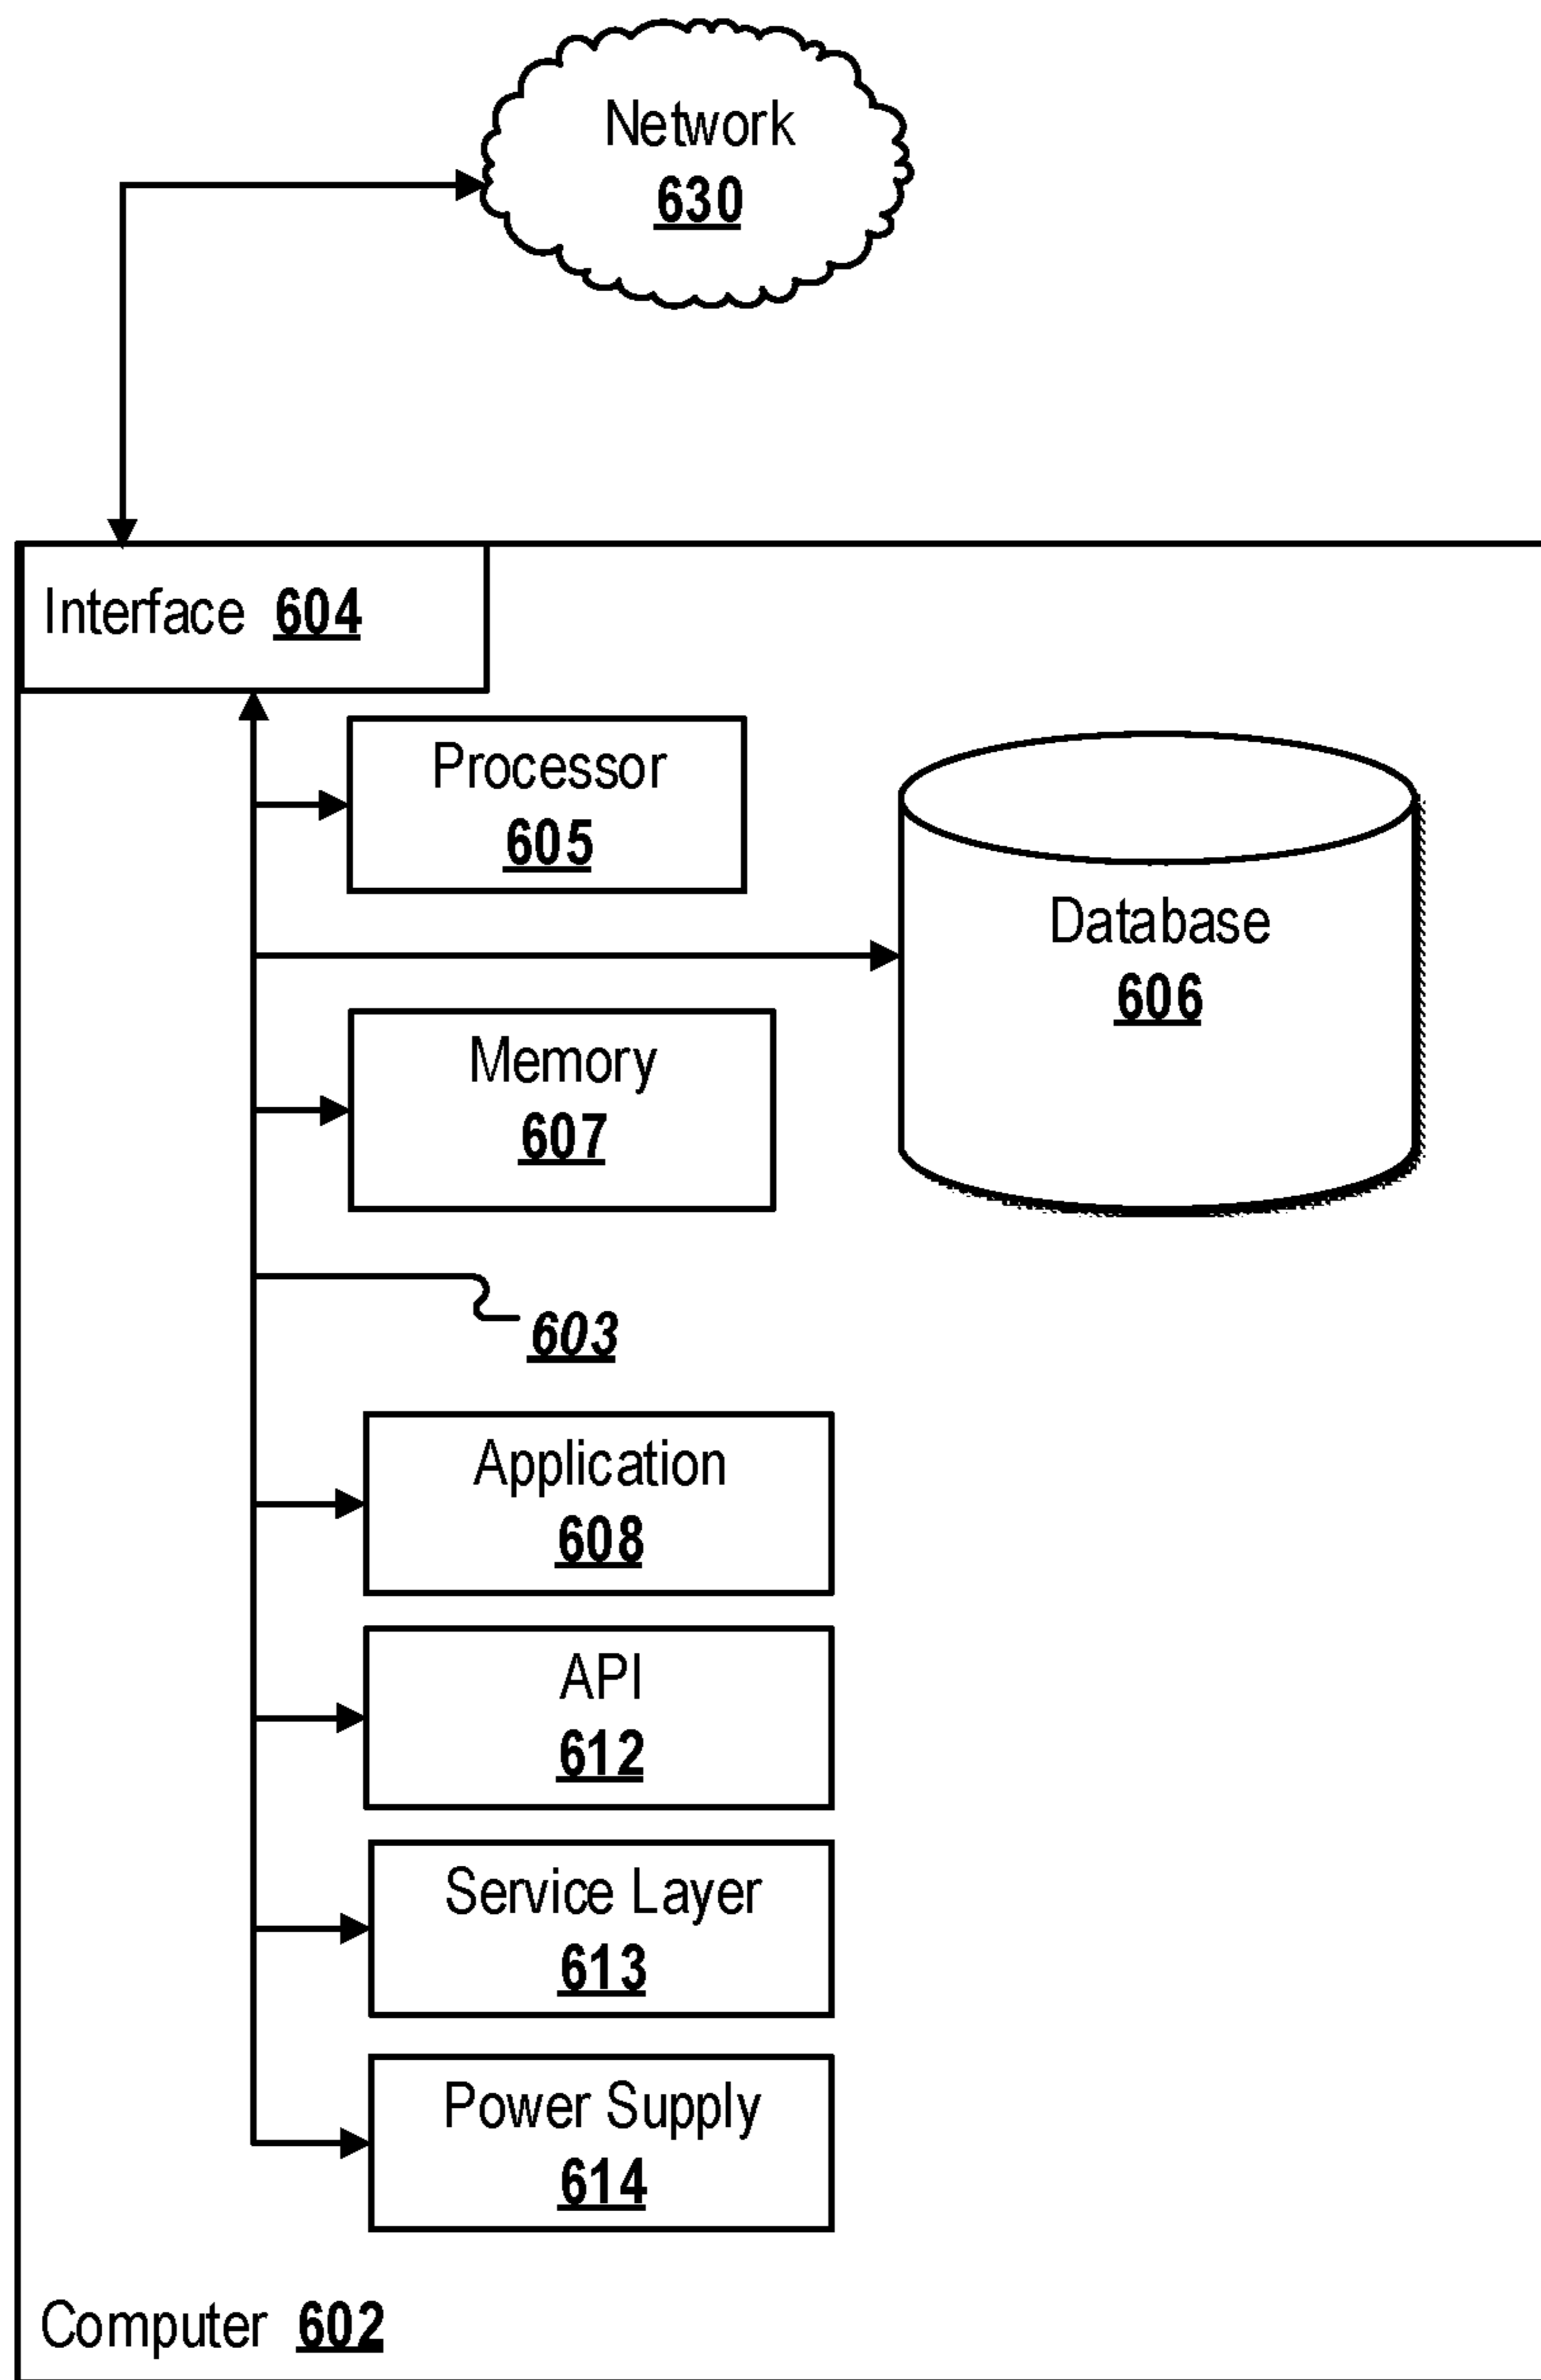 Network
630
Interface 604
Processor
605
Database
606
Memory
607
603
Application
608
API
612
Service Layer
613
Power Supply
614
Computer 602